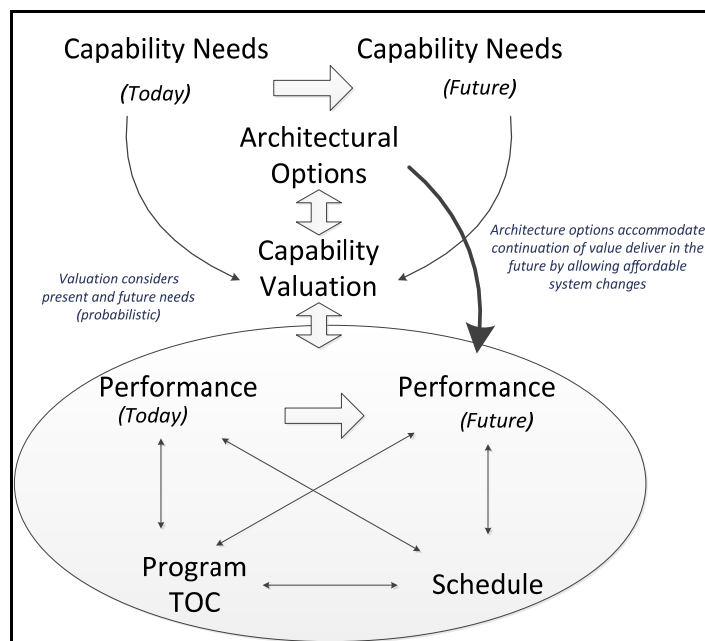 Capability Needs
(Today)
Capability Needs
(Future)
Architectural
Options
Capability
Valuation
Architecture options accommodate
continuation of value deliver in the
future by allowing affordable
system changes
Valuation considers
present and future needs
(probabilistic)
Performance
(Today)
Performance
(Future)
Program
TOC
Schedule